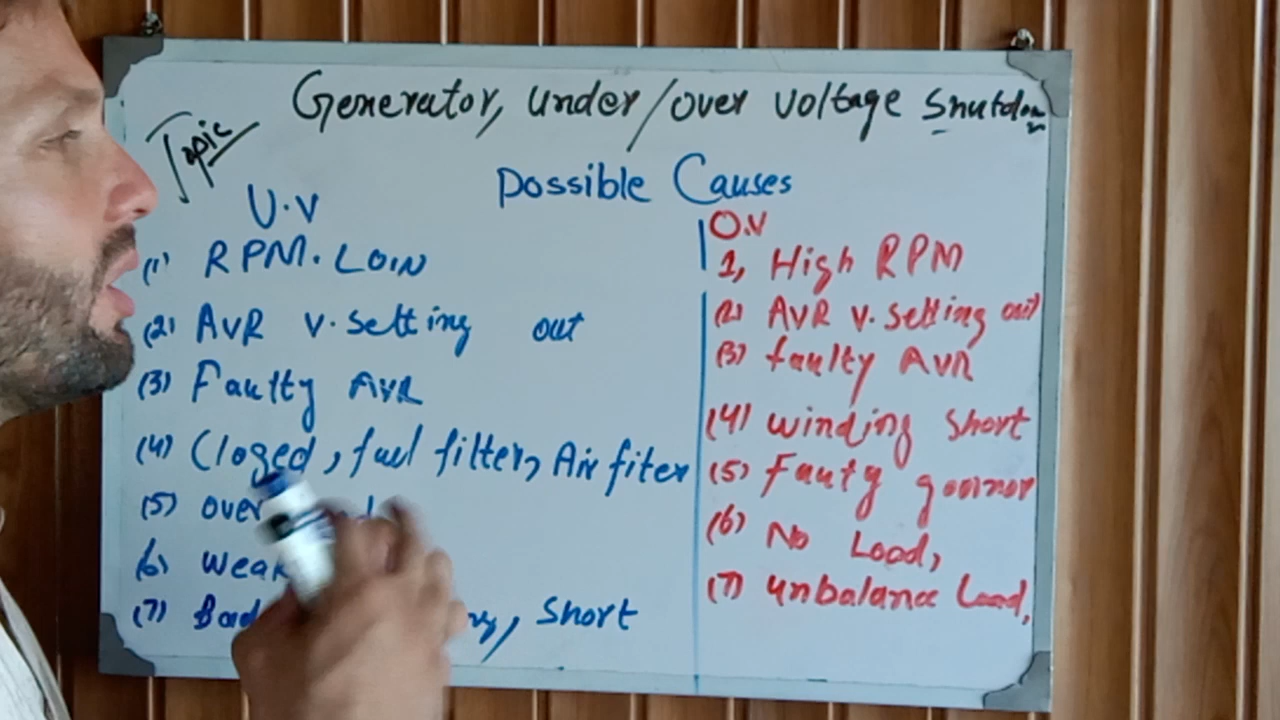 Topic
Generator, under/over voltage Shutdown
possible Causes
U.V
(1) RPM. LOW
(2) AVR v. setting out
(3) Faultty AVR
(4) Cloged, fuel filter, Air fiter
(5) over
(6) Weak
(7) Bad , Short
O.V
1, High RPM
(2) AVR v. setting out
(3) faulty AVR
(4) winding short
(5) Fauty
(6) No Load,
(7) unbalance Load,